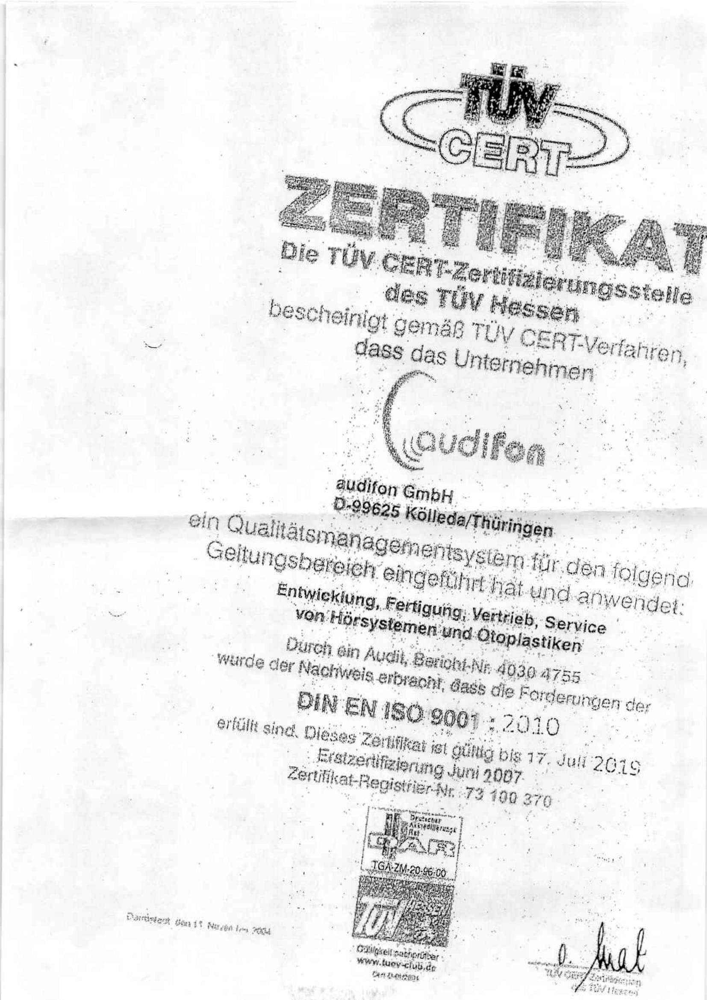 TÜV
CERT
ZERTIFIKAT
Die TÜV CERT-Zertifizierungsstelle
des TÜV Hessen
bescheinigt gemäß TÜV CERT-Verfahren,
dass das Unternehmen
audifon
audifon GmbH
D-99625 Kölleda/Thüringen
ein Qualitätsmanagementsystem für den folgend
Geltungsbereich eingeführt hat und anwendet:
Entwicklung, Fertigung, Vertrieb, Service
von Hörsystemen und Otoplastiken
Durch ein Audit, Bericht-Nr. 4030 4755
wurde der Nachweis erbracht, dass die Forderungen der
DIN EN ISO 9001 : 2010
erfüllt sind. Dieses Zertifikat ist gültig bis 17. Juli 2019
Erstzertifizierung Juni 2007
Zertifikat-Registrier-Nr. 73 100 370
Deutscher
Akkreditierungs
Rat
DAR
TGA-ZM-20-96-00
TÜV
Hessen
Gültigkeit nachprüfbar
www.tuev-club.de
Darmstadt, den 11
2004
TÜV CERT-Zertifizierungsstelle
des TÜV Hessen